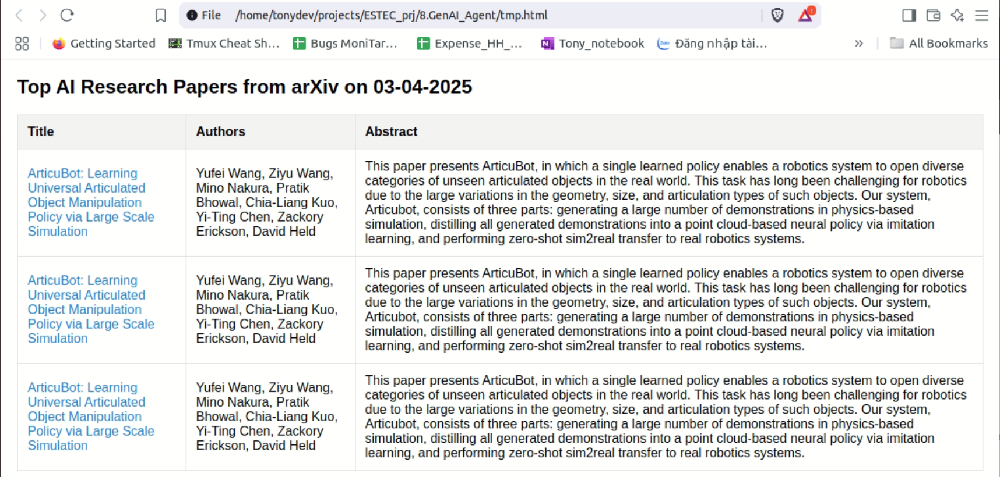 File /home/tonydev/projects/ESTEC_prj/8.GenAI_Agent/tmp.html
1
Getting Started Tmux Cheat Sh... Bugs MoniTar... Expense_HH_... Tony_notebook Zalo Đăng nhập tài... » All Bookmarks
Top AI Research Papers from arXiv on 03-04-2025
Title Authors Abstract
ArticuBot: Learning
Universal Articulated
Object Manipulation
Policy via Large Scale
Simulation
Yufei Wang, Ziyu Wang,
Mino Nakura, Pratik
Bhowal, Chia-Liang Kuo,
Yi-Ting Chen, Zackory
Erickson, David Held
This paper presents ArticuBot, in which a single learned policy enables a robotics system to open diverse
categories of unseen articulated objects in the real world. This task has long been challenging for robotics
due to the large variations in the geometry, size, and articulation types of such objects. Our system,
Articubot, consists of three parts: generating a large number of demonstrations in physics-based
simulation, distilling all generated demonstrations into a point cloud-based neural policy via imitation
learning, and performing zero-shot sim2real transfer to real robotics systems.
ArticuBot: Learning
Universal Articulated
Object Manipulation
Policy via Large Scale
Simulation
Yufei Wang, Ziyu Wang,
Mino Nakura, Pratik
Bhowal, Chia-Liang Kuo,
Yi-Ting Chen, Zackory
Erickson, David Held
This paper presents ArticuBot, in which a single learned policy enables a robotics system to open diverse
categories of unseen articulated objects in the real world. This task has long been challenging for robotics
due to the large variations in the geometry, size, and articulation types of such objects. Our system,
Articubot, consists of three parts: generating a large number of demonstrations in physics-based
simulation, distilling all generated demonstrations into a point cloud-based neural policy via imitation
learning, and performing zero-shot sim2real transfer to real robotics systems.
ArticuBot: Learning
Universal Articulated
Object Manipulation
Policy via Large Scale
Simulation
Yufei Wang, Ziyu Wang,
Mino Nakura, Pratik
Bhowal, Chia-Liang Kuo,
Yi-Ting Chen, Zackory
Erickson, David Held
This paper presents ArticuBot, in which a single learned policy enables a robotics system to open diverse
categories of unseen articulated objects in the real world. This task has long been challenging for robotics
due to the large variations in the geometry, size, and articulation types of such objects. Our system,
Articubot, consists of three parts: generating a large number of demonstrations in physics-based
simulation, distilling all generated demonstrations into a point cloud-based neural policy via imitation
learning, and performing zero-shot sim2real transfer to real robotics systems.